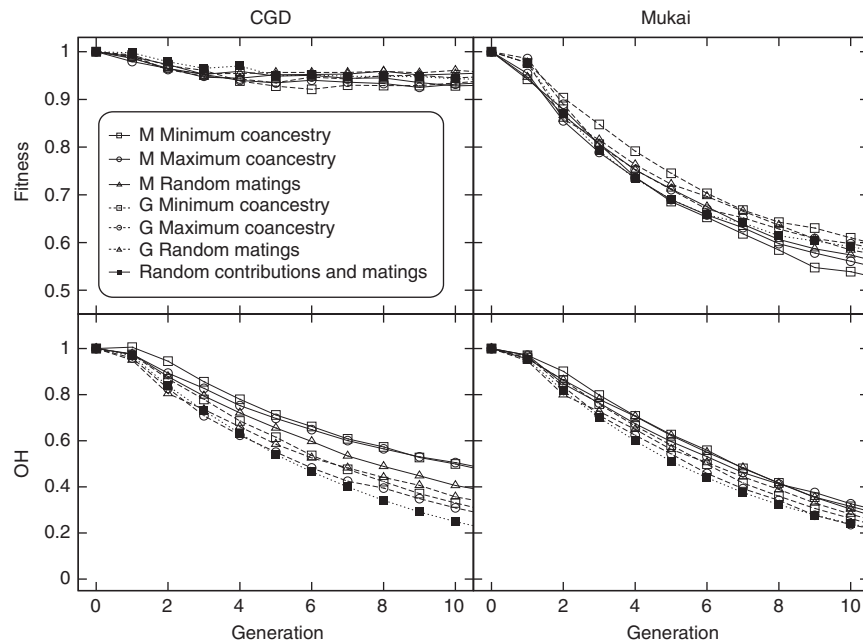 CGD
Mukai
Fitness
1
0.9
0.8
0.7
0.6
0.5
M Minimum coancestry
M Maximum coancestry
M Random matings
G Minimum coancestry
G Maximum coancestry
G Random matings
Random contributions and matings
OH
1
0.8
0.6
0.4
0.2
0
0 2 4 6 8 10
0 2 4 6 8 10
Generation
Generation